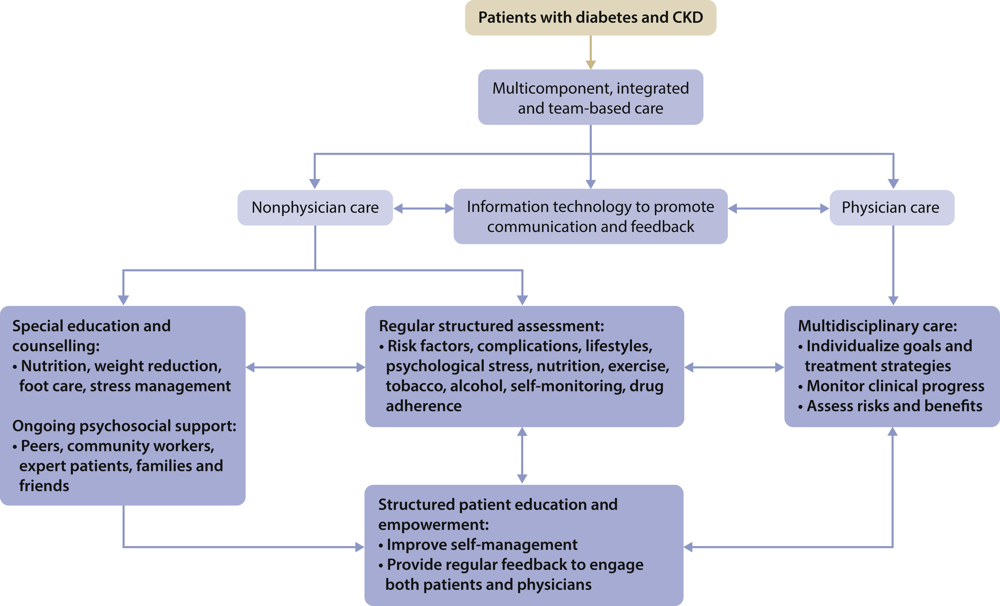 Patients with diabetes and CKD
Multicomponent, integrated
and team-based care
Nonphysician care
Information technology to promote
communication and feedback
Physician care
Special education and
counselling:
• Nutrition, weight reduction,
foot care, stress management
Ongoing psychosocial support:
• Peers, community workers,
expert patients, families and
friends
Regular structured assessment:
• Risk factors, complications, lifestyles,
psychological stress, nutrition, exercise,
tobacco, alcohol, self-monitoring, drug
adherence
Multidisciplinary care:
• Individualize goals and
treatment strategies
• Monitor clinical progress
• Assess risks and benefits
Structured patient education and
empowerment:
• Improve self-management
• Provide regular feedback to engage
both patients and physicians